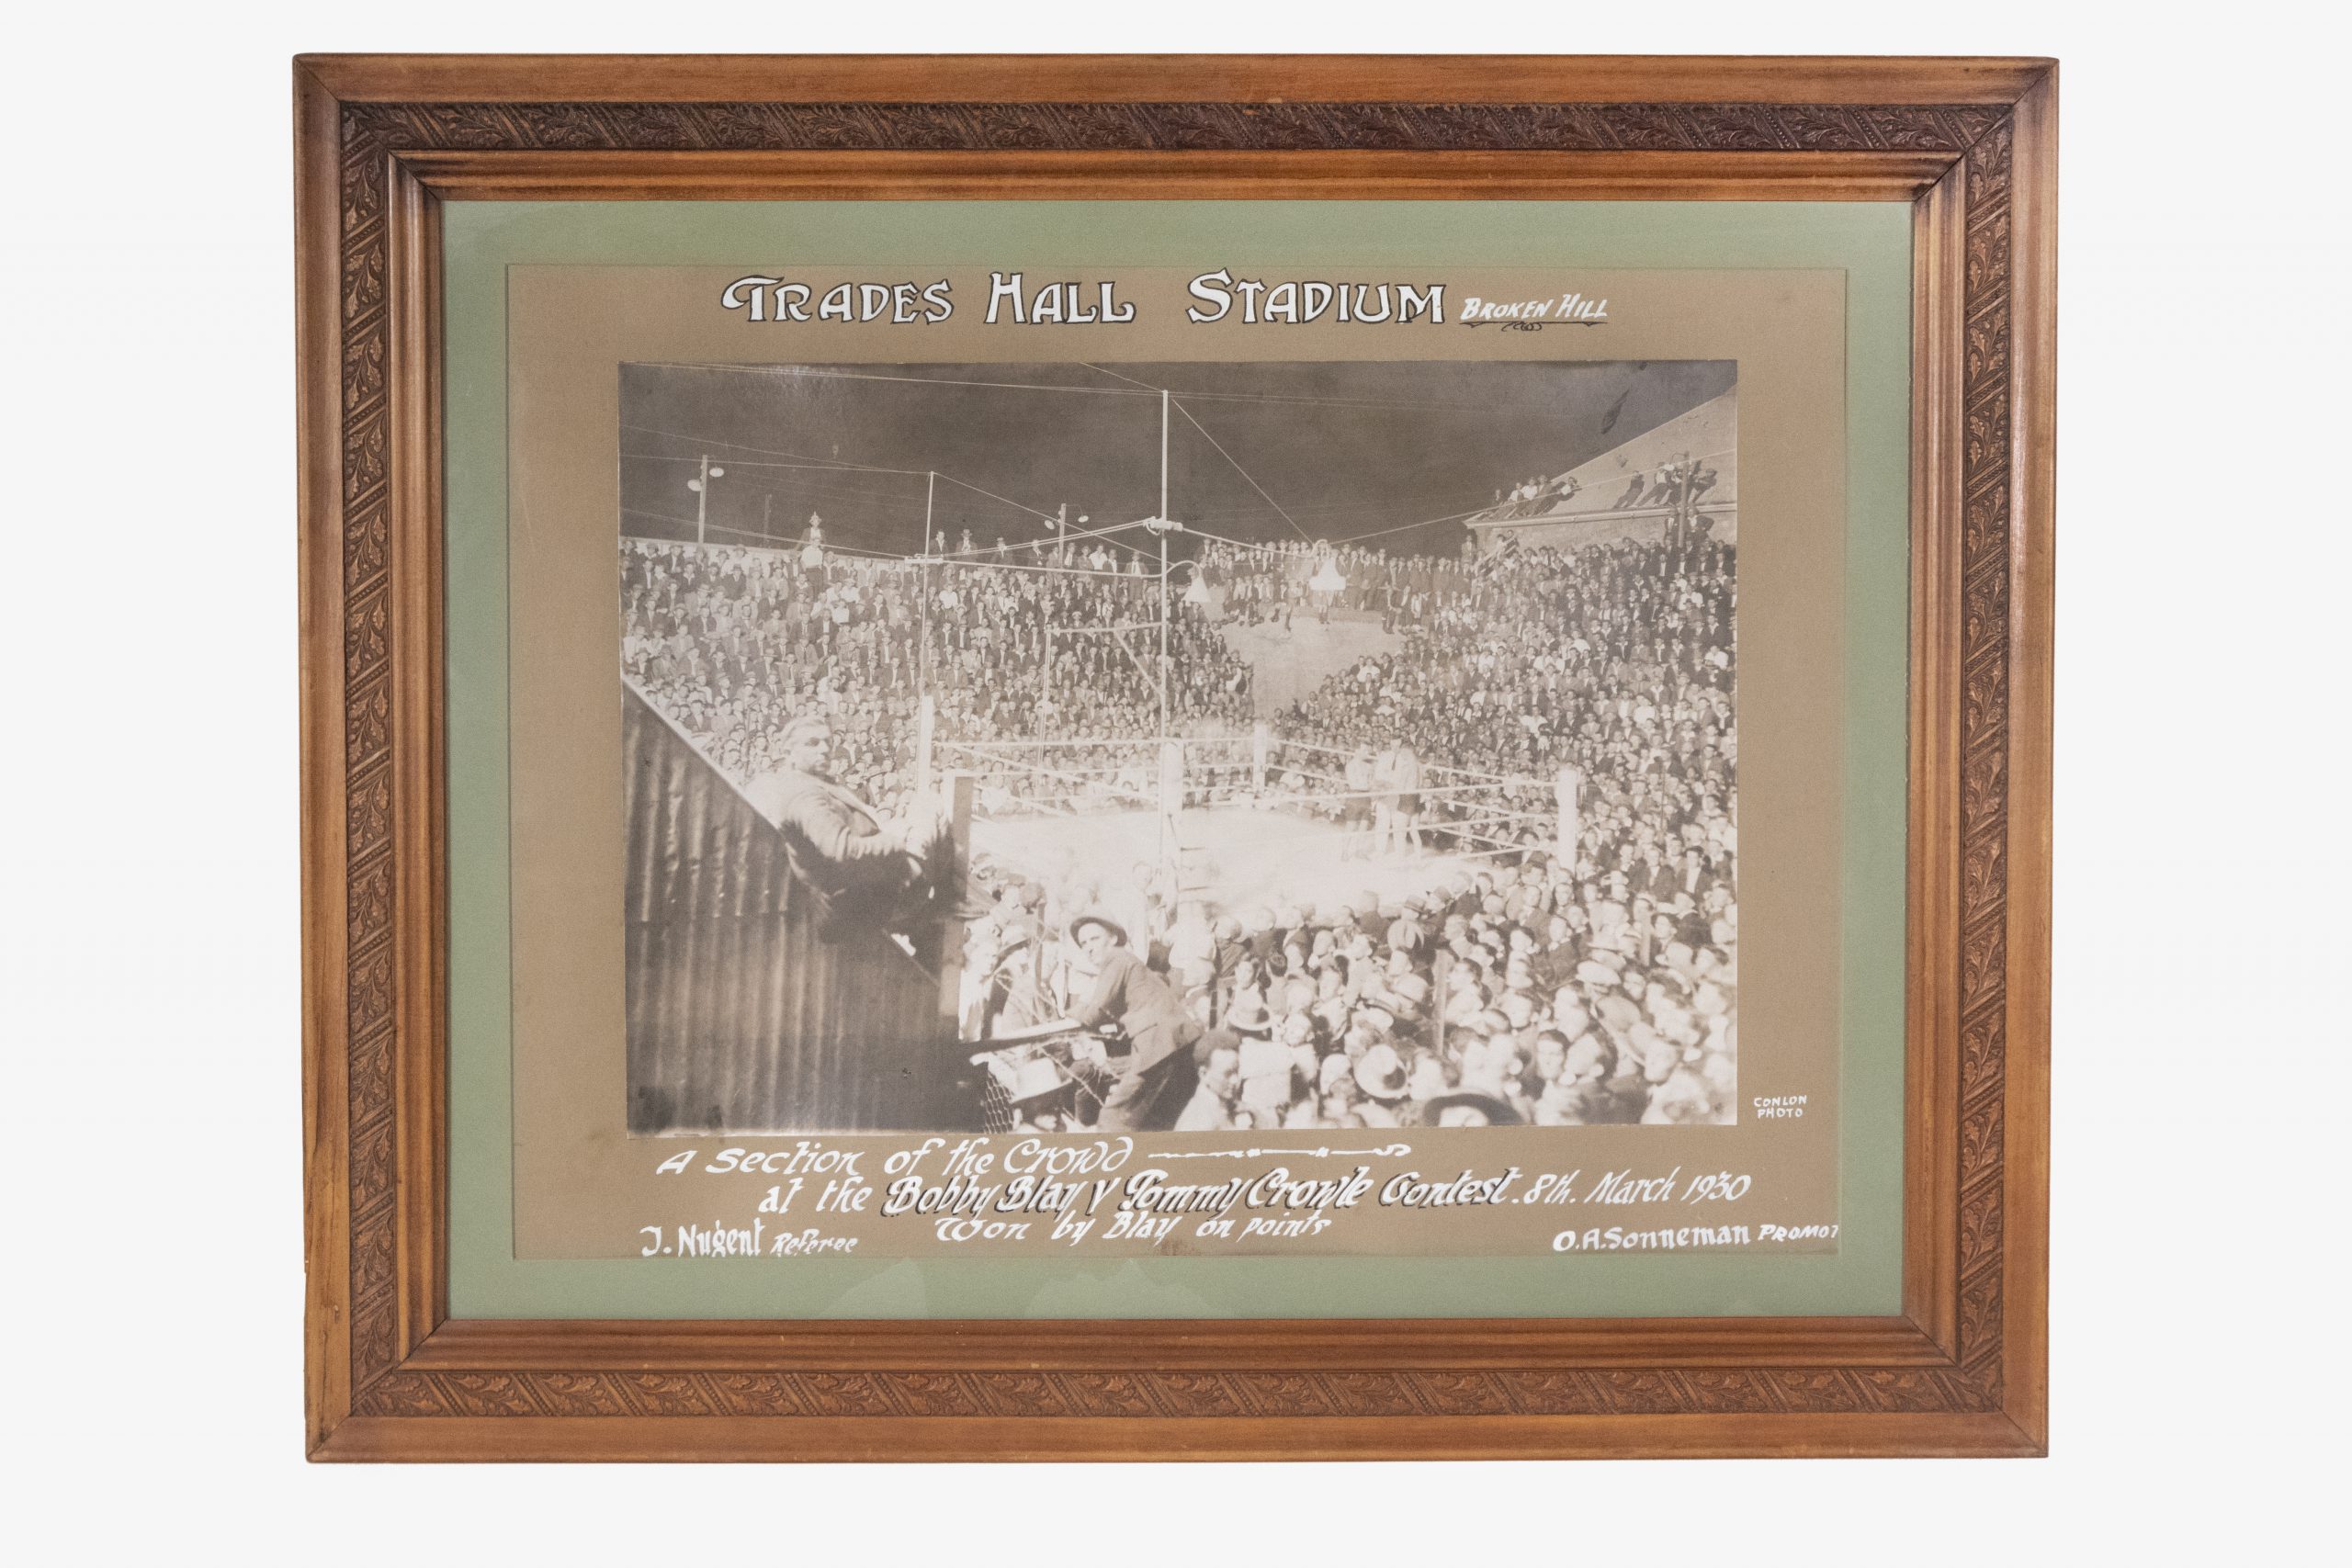 TRADES HALL STADIUM BROKEN HILL
CONLON
PHOTO
A Section of the Crowd
at the Bobby Blay V Tommy Crowle Contest. 8th. March 1930
Won by Blay on points
J. Nugent Referee
O.A. Sonneman PROMOT